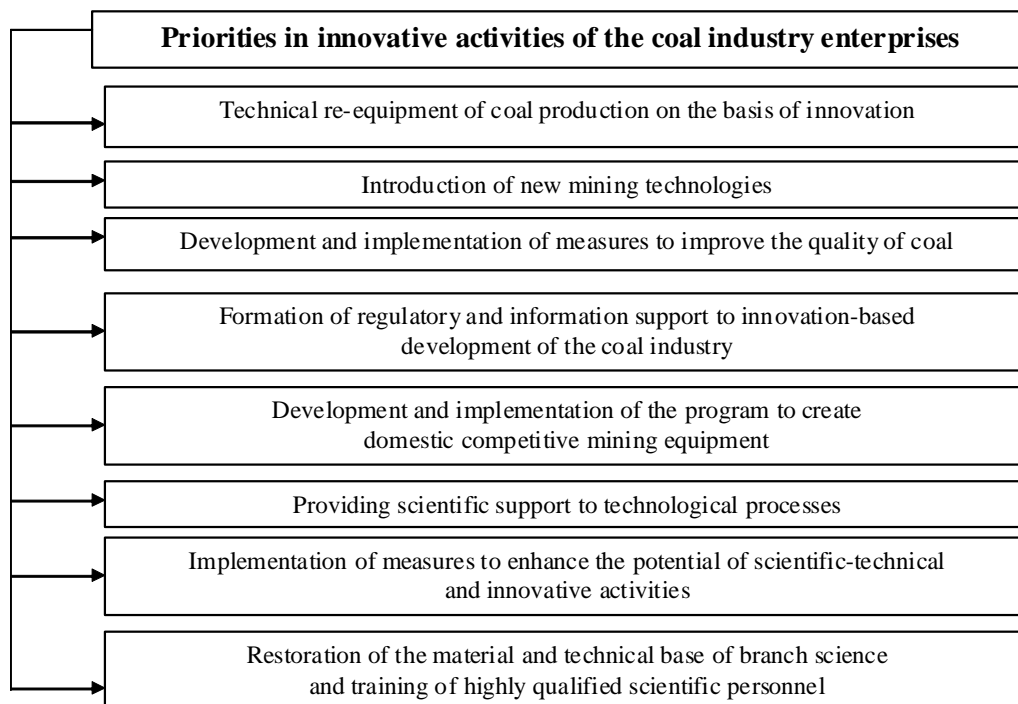 Priorities in innovative activities of the coal industry enterprises
Technical re-equipment of coal production on the basis of innovation
Introduction of new mining technologies
Development and implementation of measures to improve the quality of coal
Formation of regulatory and information support to innovation-based
development of the coal industry
Development and implementation of the program to create
domestic competitive mining equipment
Providing scientific support to technological processes
Implementation of measures to enhance the potential of scientific-technical
and innovative activities
Restoration of the material and technical base of branch science
and training of highly qualified scientific personnel